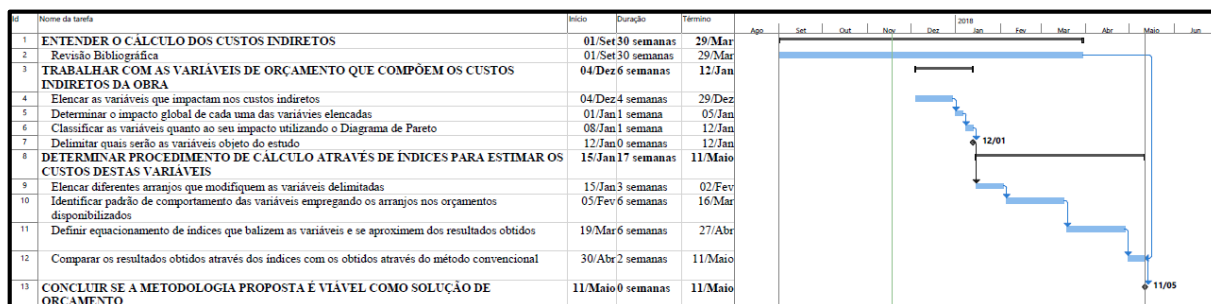 Id Nome da tarefa Início Duração Término 2018
Ago Set Out Nov Dez Jan Fev Mar Abr Maio Jun
1 ENTENDER O CÁLCULO DOS CUSTOS INDIRETOS 01/Set 30 semanas 29/Mar
2 Revisão Bibliográfica 01/Set 30 semanas 29/Mar
3 TRABALHAR COM AS VARIÁVEIS DE ORÇAMENTO QUE COMPÕEM OS CUSTOS 04/Dez 6 semanas 12/Jan
INDIRETOS DA OBRA
4 Elencar as variáveis que impactam nos custos indiretos 04/Dez 4 semanas 29/Dez
5 Determinar o impacto global de cada uma das variávies elencadas 01/Jan 1 semana 05/Jan
6 Classificar as variáveis quanto ao seu impacto utilizando o Diagrama de Pareto 08/Jan 1 semana 12/Jan
7 Delimitar quais serão as variáveis objeto do estudo 12/Jan 0 semanas 12/Jan 12/01
8 DETERMINAR PROCEDIMENTO DE CÁLCULO ATRAVÉS DE ÍNDICES PARA ESTIMAR OS 15/Jan 17 semanas 11/Maio
CUSTOS DESTAS VARIÁVEIS
9 Elencar diferentes arranjos que modifiquem as variáveis delimitadas 15/Jan 3 semanas 02/Fev
10 Identificar padrão de comportamento das variáveis empregando os arranjos nos orçamentos 05/Fev 6 semanas 16/Mar
disponibilizados
11 Definir equacionamento de índices que balizem as variáveis e se aproximem dos resultados obtidos 19/Mar 6 semanas 27/Abr
12 Comparar os resultados obtidos através dos índices com os obtidos através do método convencional 30/Abr 2 semanas 11/Maio
13 CONCLUIR SE A METODOLOGIA PROPOSTA É VIÁVEL COMO SOLUÇÃO DE 11/Maio 0 semanas 11/Maio 11/05
ORÇAMENTO